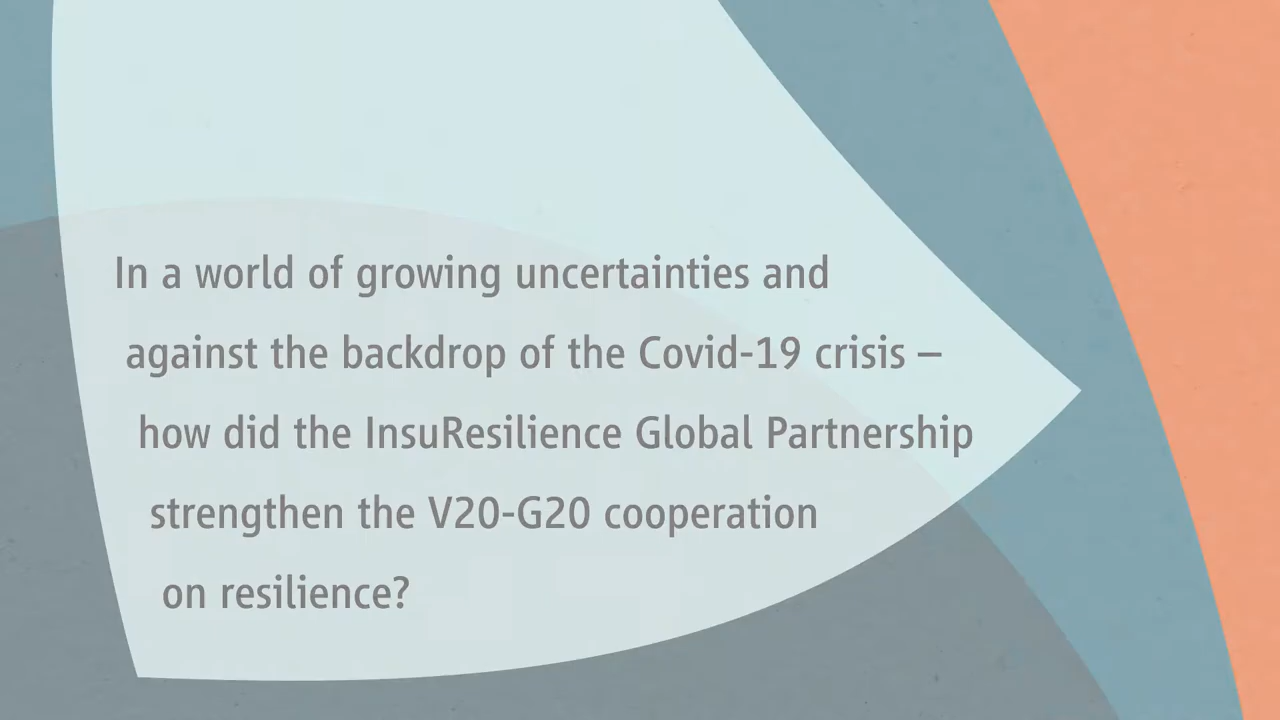 In a world of growing uncertainties and
against the backdrop of the Covid-19 crisis –
how did the InsuResilience Global Partnership
strengthen the V20-G20 cooperation
on resilience?